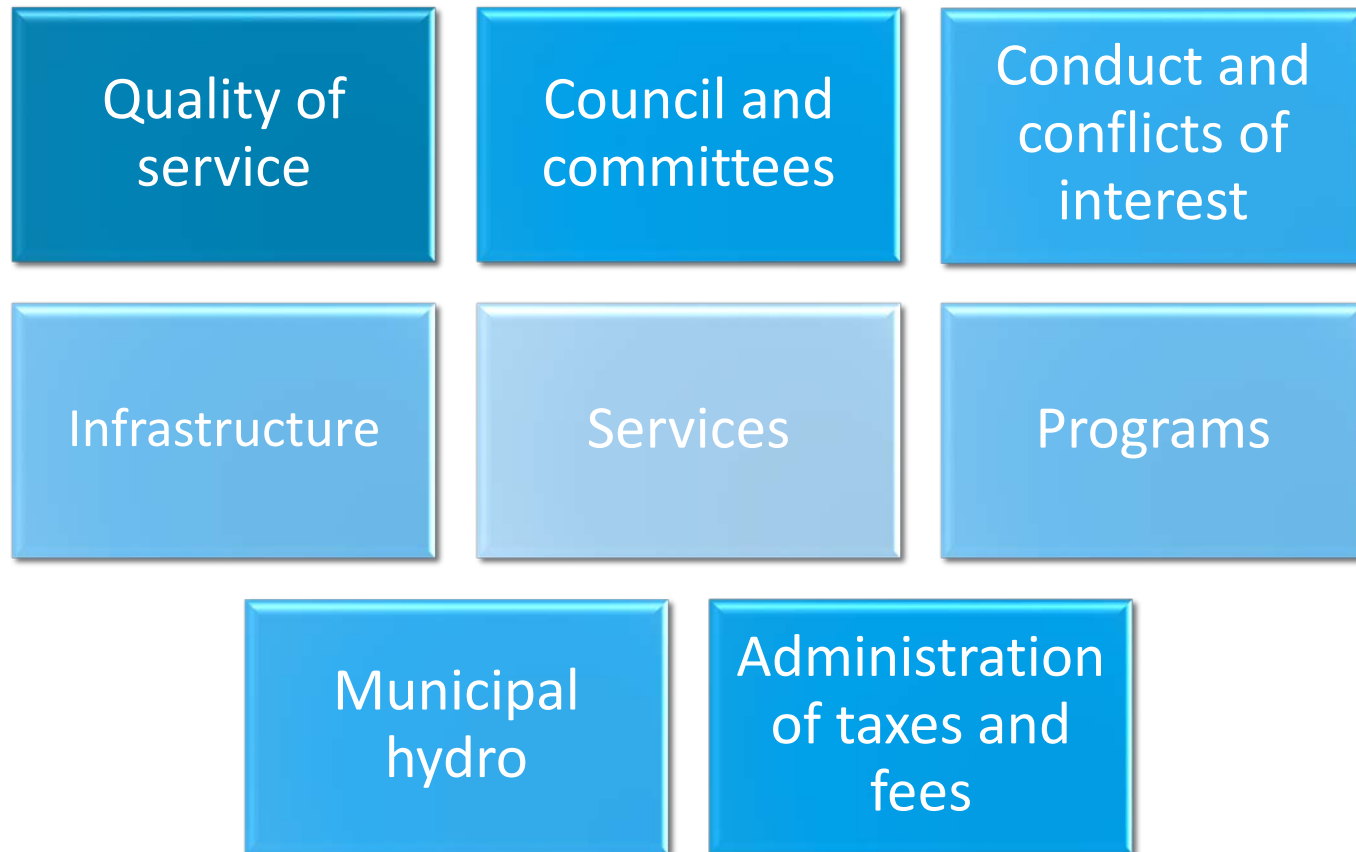 Quality of
service
Council and
committees
Conduct and
conflicts of
interest
Infrastructure
Services
Programs
Municipal
hydro
Administration
of taxes and
fees